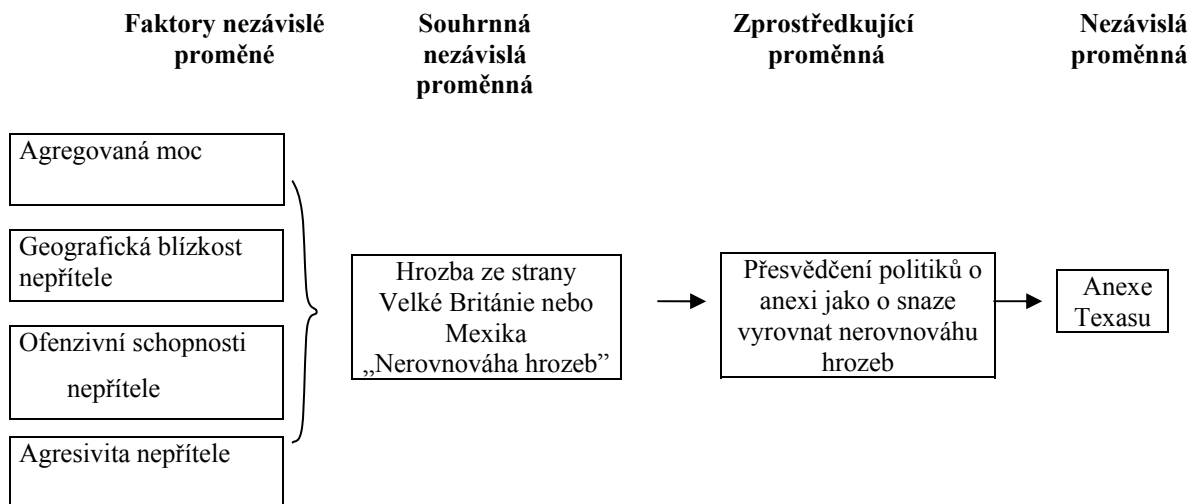 Faktory nezávislé
proměné
Souhrnná
nezávislá
proměnná
Zprostředkující
proměnná
Nezávislá
proměnná
Agregovaná moc
Geografická blízkost
nepřítele
Ofenzivní schopnosti
nepřítele
Agresivita nepřítele
Hrozba ze strany
Velké Británie nebo
Mexika
„Nerovnováha hrozeb”
Přesvědčení politiků o
anexi jako o snaze
vyrovnat nerovnováhu
hrozeb
Anexe
Texasu